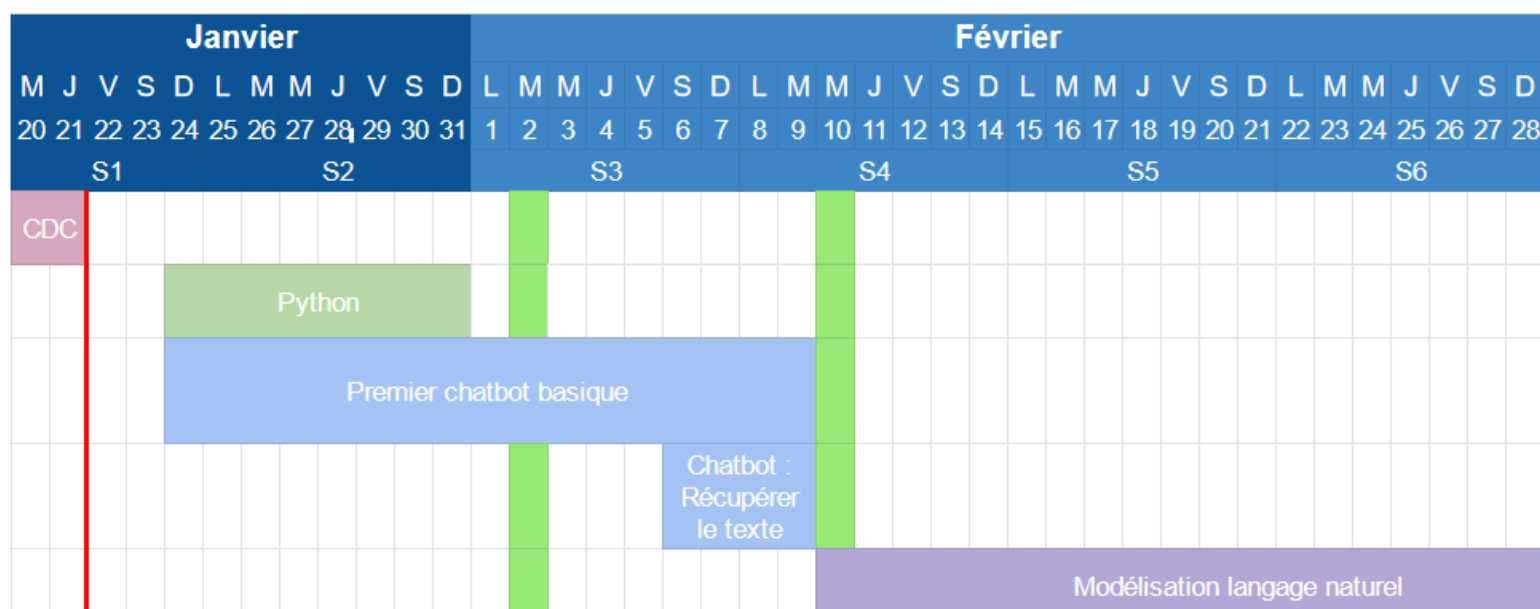 Janvier Février
M J V S D L M M J V S D L M M J V S D L M M J V S D L M M J V S D L M M J V S D
20 21 22 23 24 25 26 27 28 29 30 31 1 2 3 4 5 6 7 8 9 10 11 12 13 14 15 16 17 18 19 20 21 22 23 24 25 26 27 28
S1 S2 S3 S4 S5 S6
CDC
Python
Premier chatbot basique
Chatbot :
Récupérer
le texte
Modélisation langage naturel